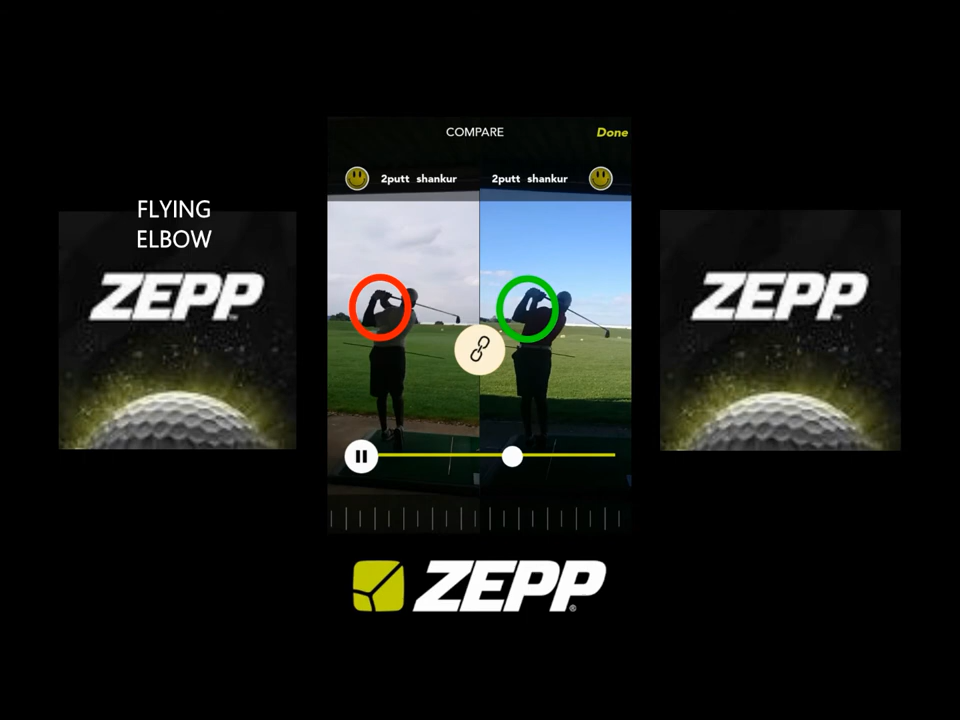 COMPARE
Done
2putt shankur
2putt shankur
FLYING
ELBOW
ZEPP
ZEPP
ZEPP